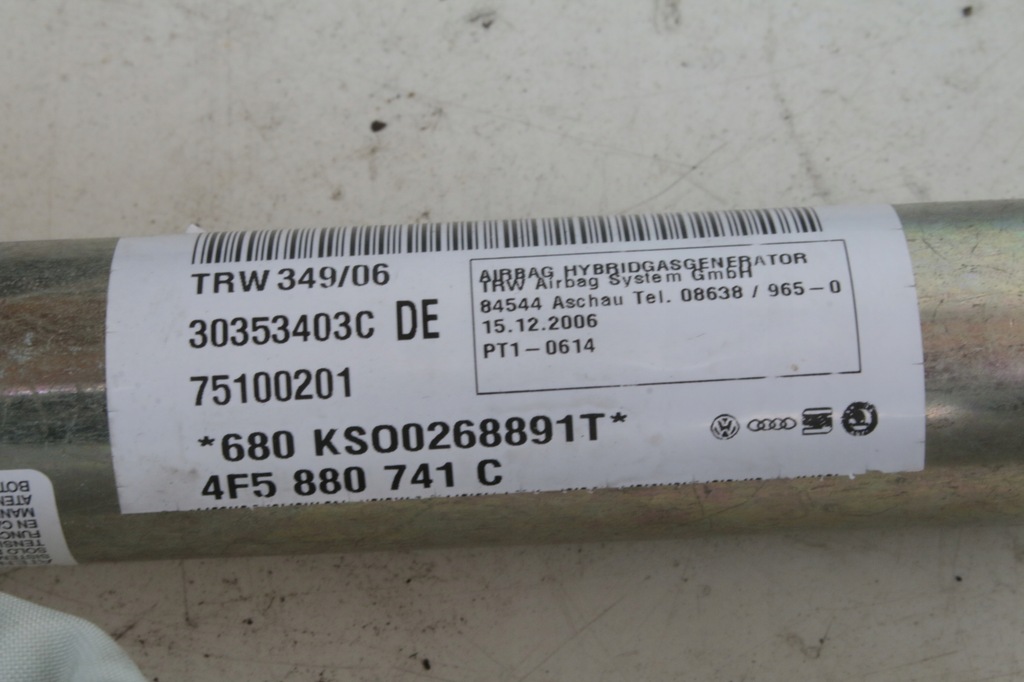 TRW 349/06
30353403C DE
75100201
*680 KSO0268891T*
4F5 880 741 C
AIRBAG HYBRIDGASGENERATOR
TRW Airbag System GmbH
84544 Aschau Tel. 08638 / 965-0
15.12.2006
PT1-0614